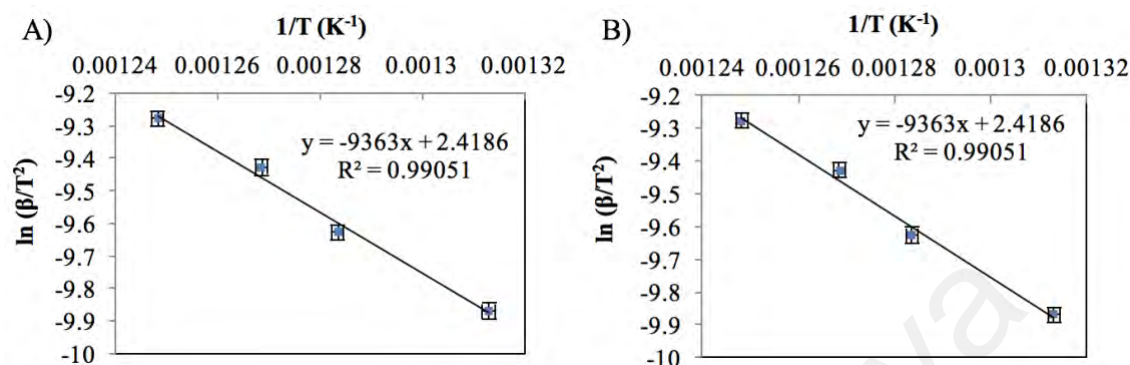 A)
1/T (K⁻¹)
0.00124 0.00126 0.00128 0.0013 0.00132
-9.2
-9.3
-9.4
-9.5
-9.6
-9.7
-9.8
-9.9
-10
ln (β/T²)
y = -9363x + 2.4186
R² = 0.99051
B)
1/T (K⁻¹)
0.00124 0.00126 0.00128 0.0013 0.00132
-9.2
-9.3
-9.4
-9.5
-9.6
-9.7
-9.8
-9.9
-10
ln (β/T²)
y = -9363x + 2.4186
R² = 0.99051